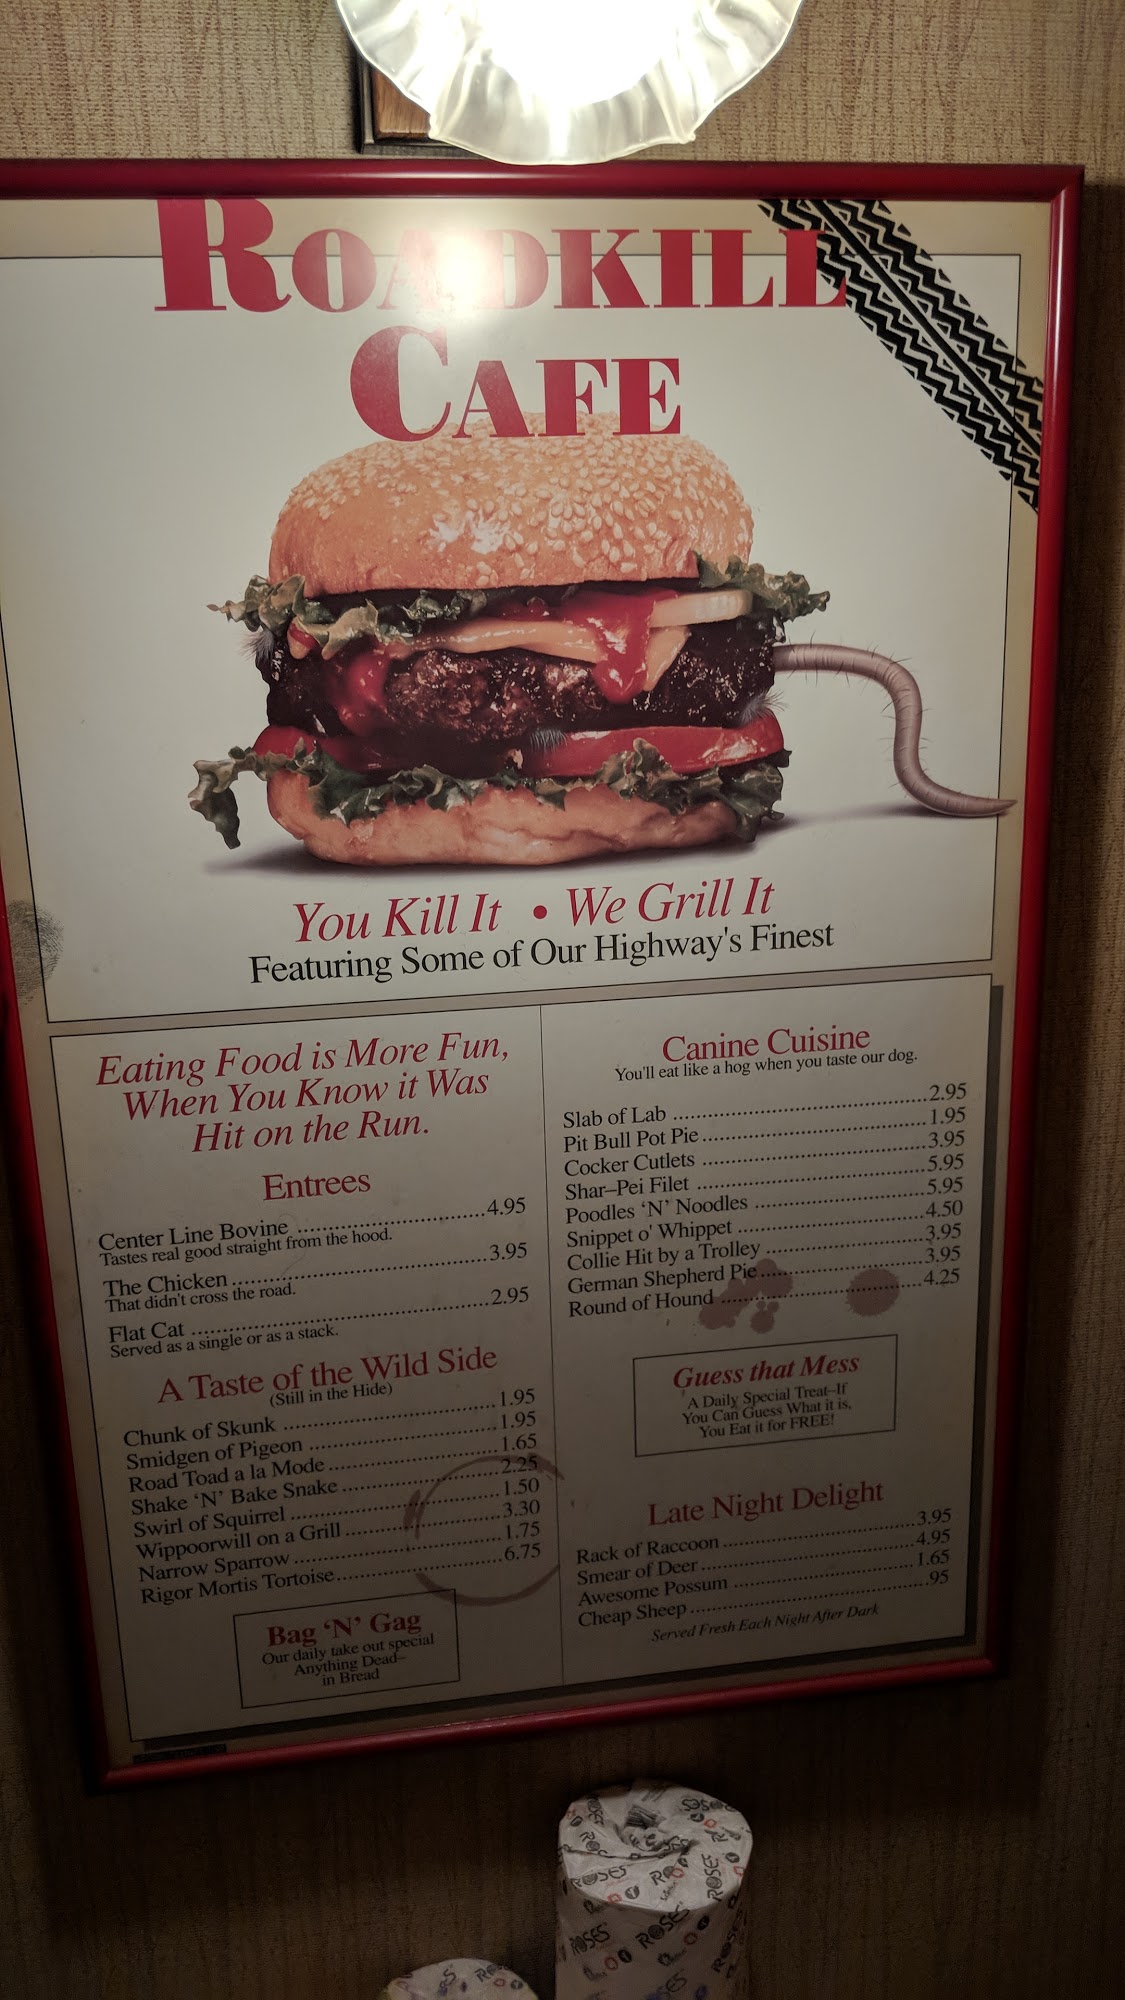 ROADKILL
CAFE
You Kill It • We Grill It
Featuring Some of Our Highway's Finest
Eating Food is More Fun,
When You Know it Was
Hit on the Run.
Entrees
Center Line Bovine ........................ 4.95
Tastes real good straight from the hood.
The Chicken ........................ 3.95
That didn't cross the road.
Flat Cat ........................ 2.95
Served as a single or as a stack.
A Taste of the Wild Side
(Still in the Hide)
Chunk of Skunk ........................ 1.95
Smidgen of Pigeon ........................ 1.95
Road Toad a la Mode ........................ 1.65
Shake 'N' Bake Snake ........................ 2.25
Swirl of Squirrel ........................ 1.50
Wippoorwill on a Grill ........................ 3.30
Narrow Sparrow ........................ 1.75
Rigor Mortis Tortoise ........................ 6.75
Bag 'N' Gag
Our daily take out special
Anything Dead–
in Bread
Canine Cuisine
You'll eat like a hog when you taste our dog.
Slab of Lab ........................ 2.95
Pit Bull Pot Pie ........................ 1.95
Cocker Cutlets ........................ 3.95
Shar–Pei Filet ........................ 5.95
Poodles 'N' Noodles ........................ 5.95
Snippet o' Whippet ........................ 4.50
Collie Hit by a Trolley ........................ 3.95
German Shepherd Pie ........................ 3.95
Round of Hound ........................ 4.25
Guess that Mess
A Daily Special Treat–If
You Can Guess What it is,
You Eat it for FREE!
Late Night Delight
Rack of Raccoon ........................ 3.95
Smear of Deer ........................ 4.95
Awesome Possum ........................ 1.65
Cheap Sheep ........................ .95
Served Fresh Each Night After Dark
ROSES
ROSES
ROSES
ROSES